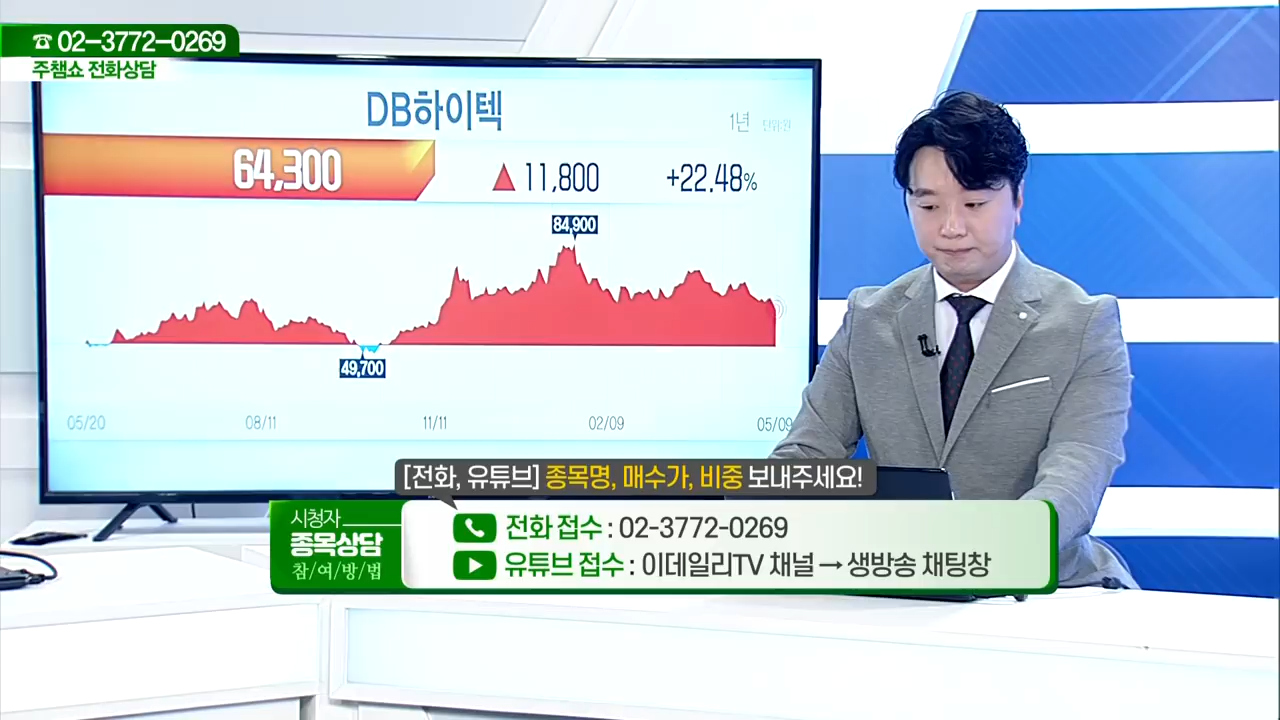 ☎ 02-3772-0269
주챔쇼 전화상담
DB하이텍
1년 단위:원
64,300 ▲ 11,800 +22.48%
84,900
49,700
05/20 08/11 11/11 02/09 05/09
[전화, 유튜브] 종목명, 매수가, 비중 보내주세요!
시청자
종목상담
참/여/방/법
전화 접수 : 02-3772-0269
유튜브 접수 : 이데일리TV 채널 → 생방송 채팅창